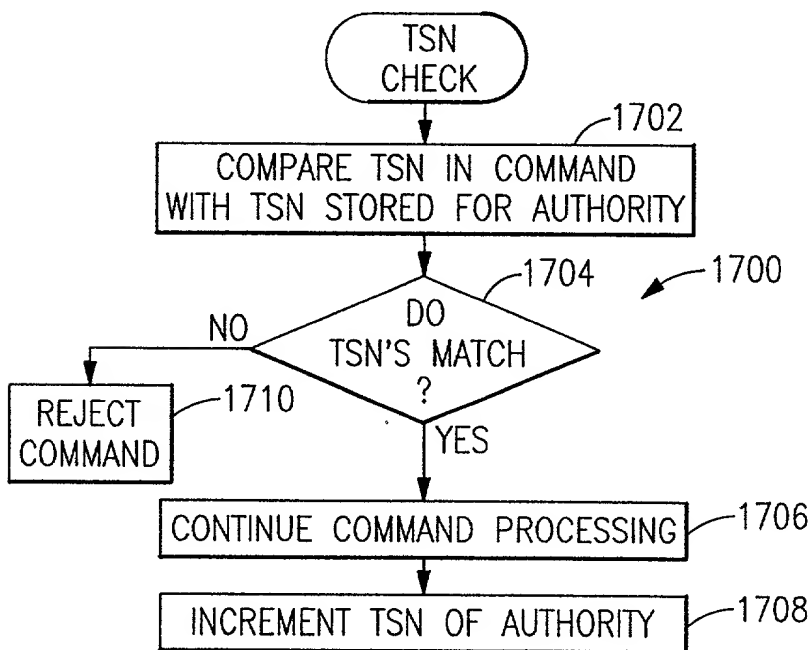 TSN
CHECK
1702
COMPARE TSN IN COMMAND
WITH TSN STORED FOR AUTHORITY
1704
1700
DO
TSN'S MATCH
?
NO
YES
REJECT
COMMAND
1710
CONTINUE COMMAND PROCESSING
1706
INCREMENT TSN OF AUTHORITY
1708